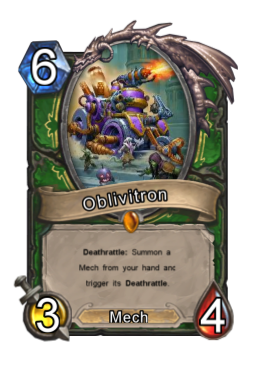 6
Oblivitron
Deathrattle: Summon a
Mech from your hand and
trigger its Deathrattle.
3
Mech
4